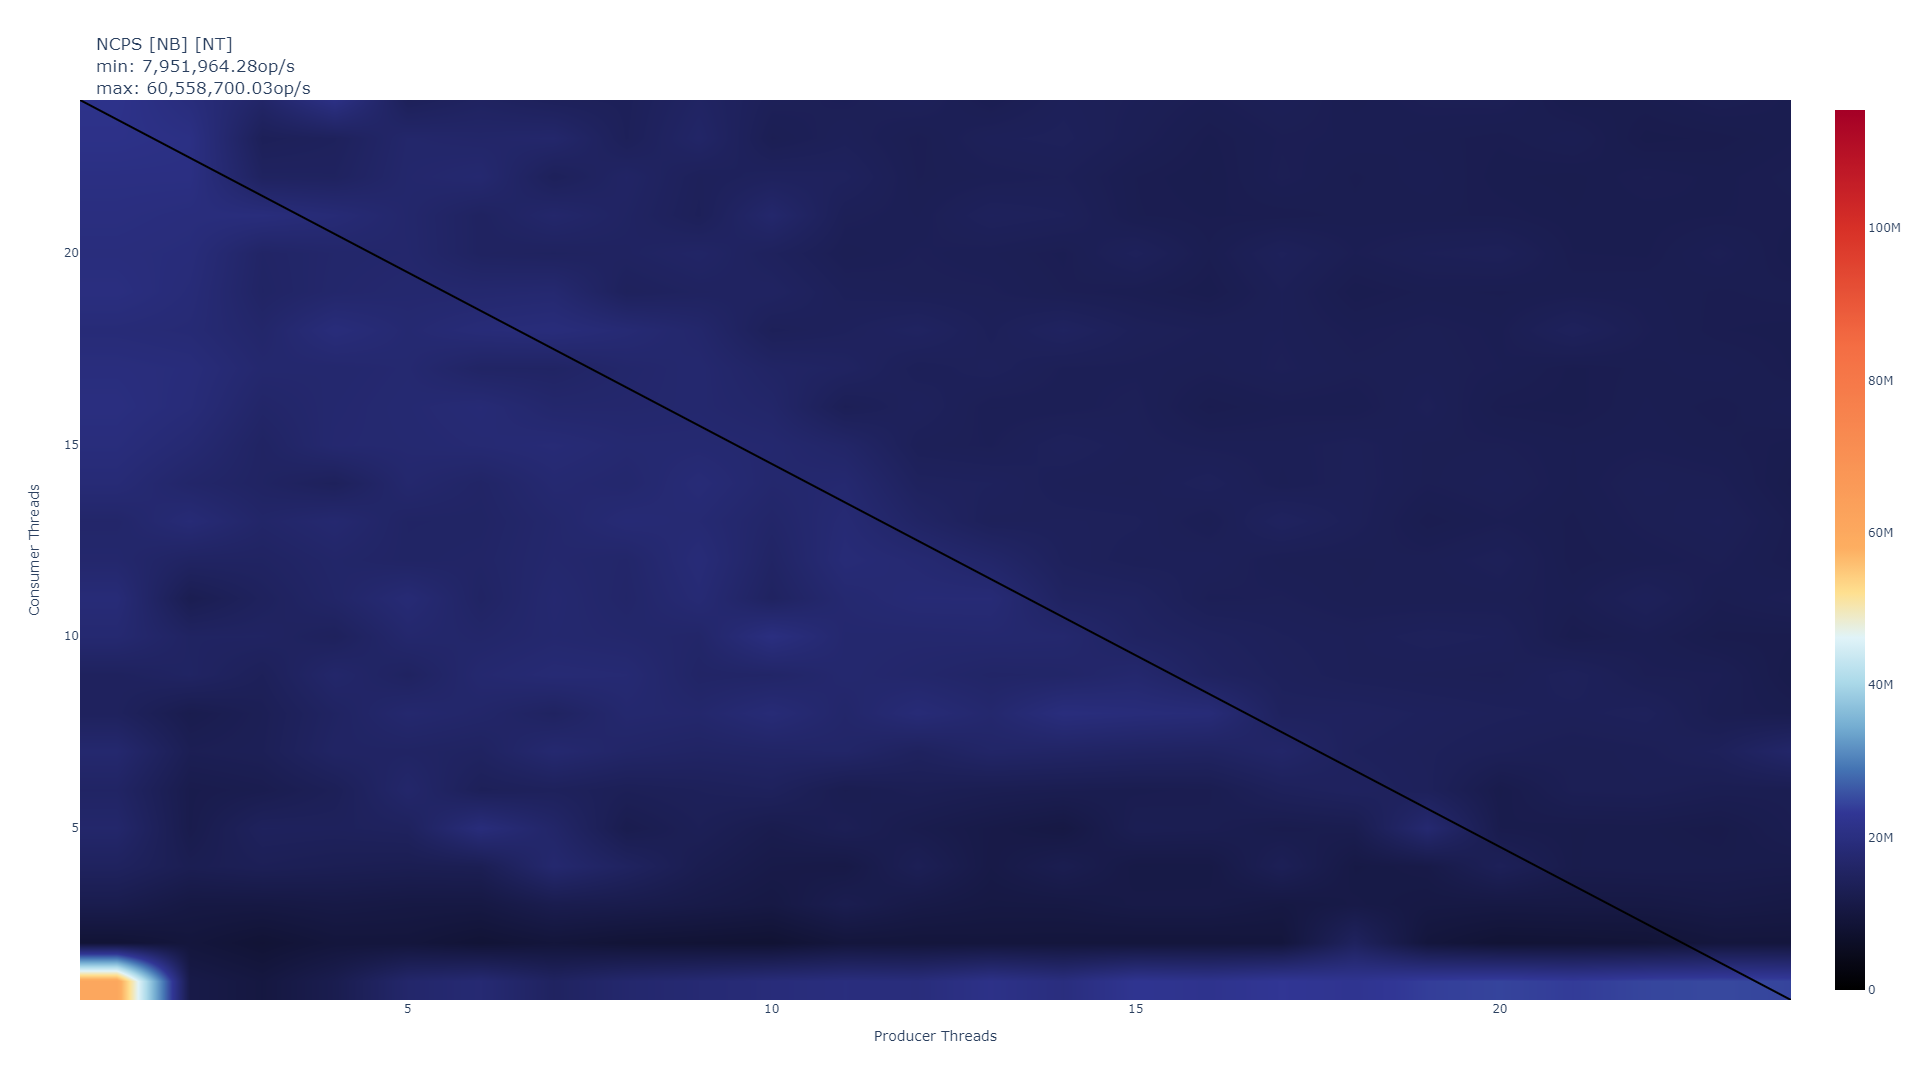 NCPS [NB] [NT]
min: 7,951,964.28op/s
max: 60,558,700.03op/s
100M
80M
60M
40M
20M
0
20
15
10
5
Consumer Threads
5
10
15
20
Producer Threads